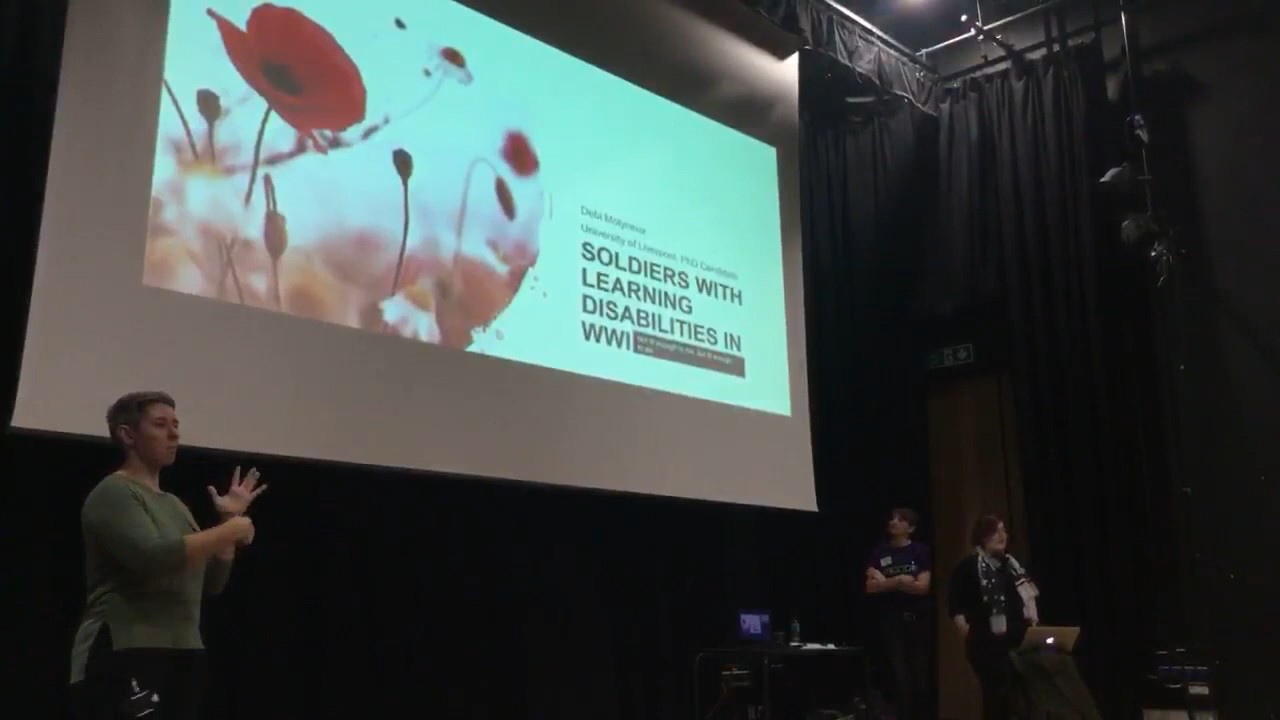 Debi Molyneux
University of Liverpool, PhD Candidate
SOLDIERS WITH
LEARNING
DISABILITIES IN
WWI